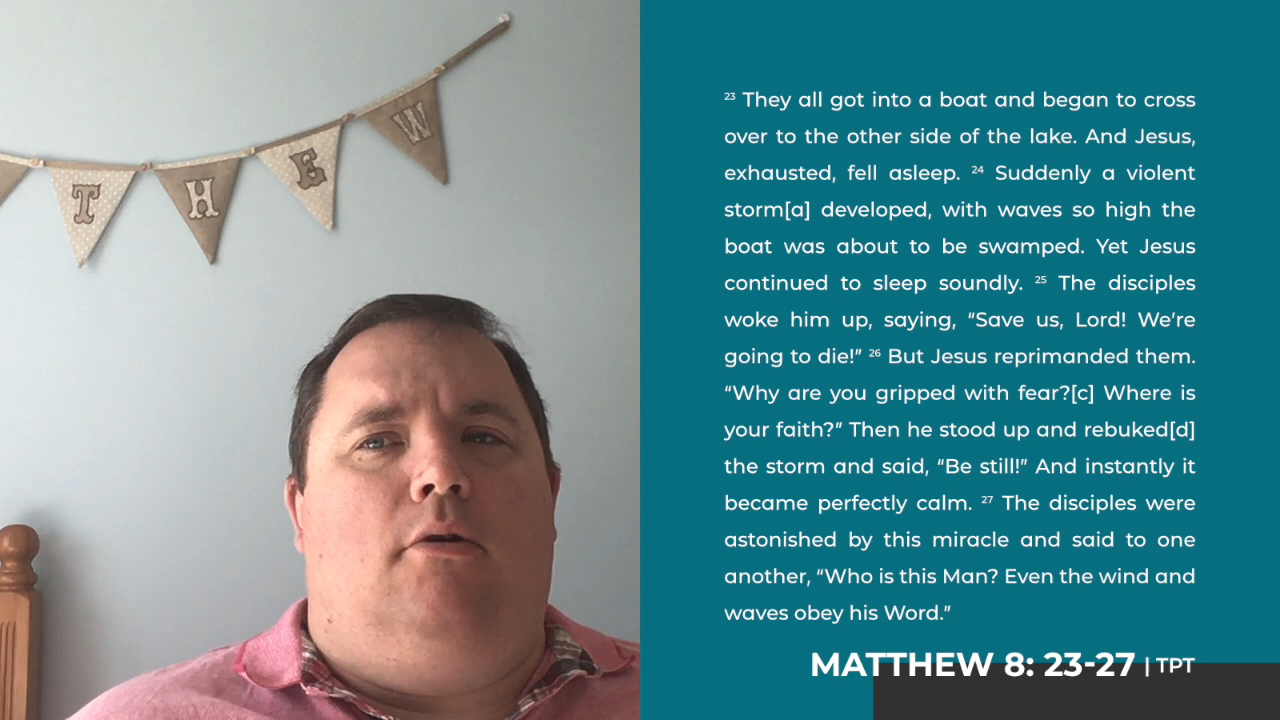 T H E W
²³ They all got into a boat and began to cross
over to the other side of the lake. And Jesus,
exhausted, fell asleep. ²⁴ Suddenly a violent
storm[a] developed, with waves so high the
boat was about to be swamped. Yet Jesus
continued to sleep soundly. ²⁵ The disciples
woke him up, saying, “Save us, Lord! We’re
going to die!” ²⁶ But Jesus reprimanded them.
“Why are you gripped with fear?[c] Where is
your faith?” Then he stood up and rebuked[d]
the storm and said, “Be still!” And instantly it
became perfectly calm. ²⁷ The disciples were
astonished by this miracle and said to one
another, “Who is this Man? Even the wind and
waves obey his Word.”
MATTHEW 8: 23-27 | TPT